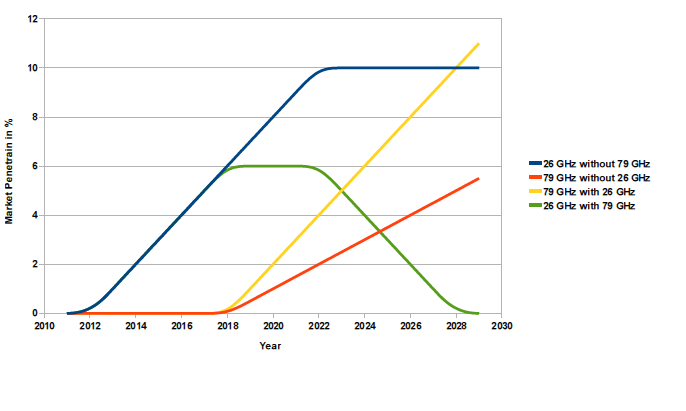 12
10
8
6
4
2
0
Market Penetrain in %
2010 2012 2014 2016 2018 2020 2022 2024 2026 2028 2030
Year
26 GHz without 79 GHz
79 GHz without 26 GHz
79 GHz with 26 GHz
26 GHz with 79 GHz